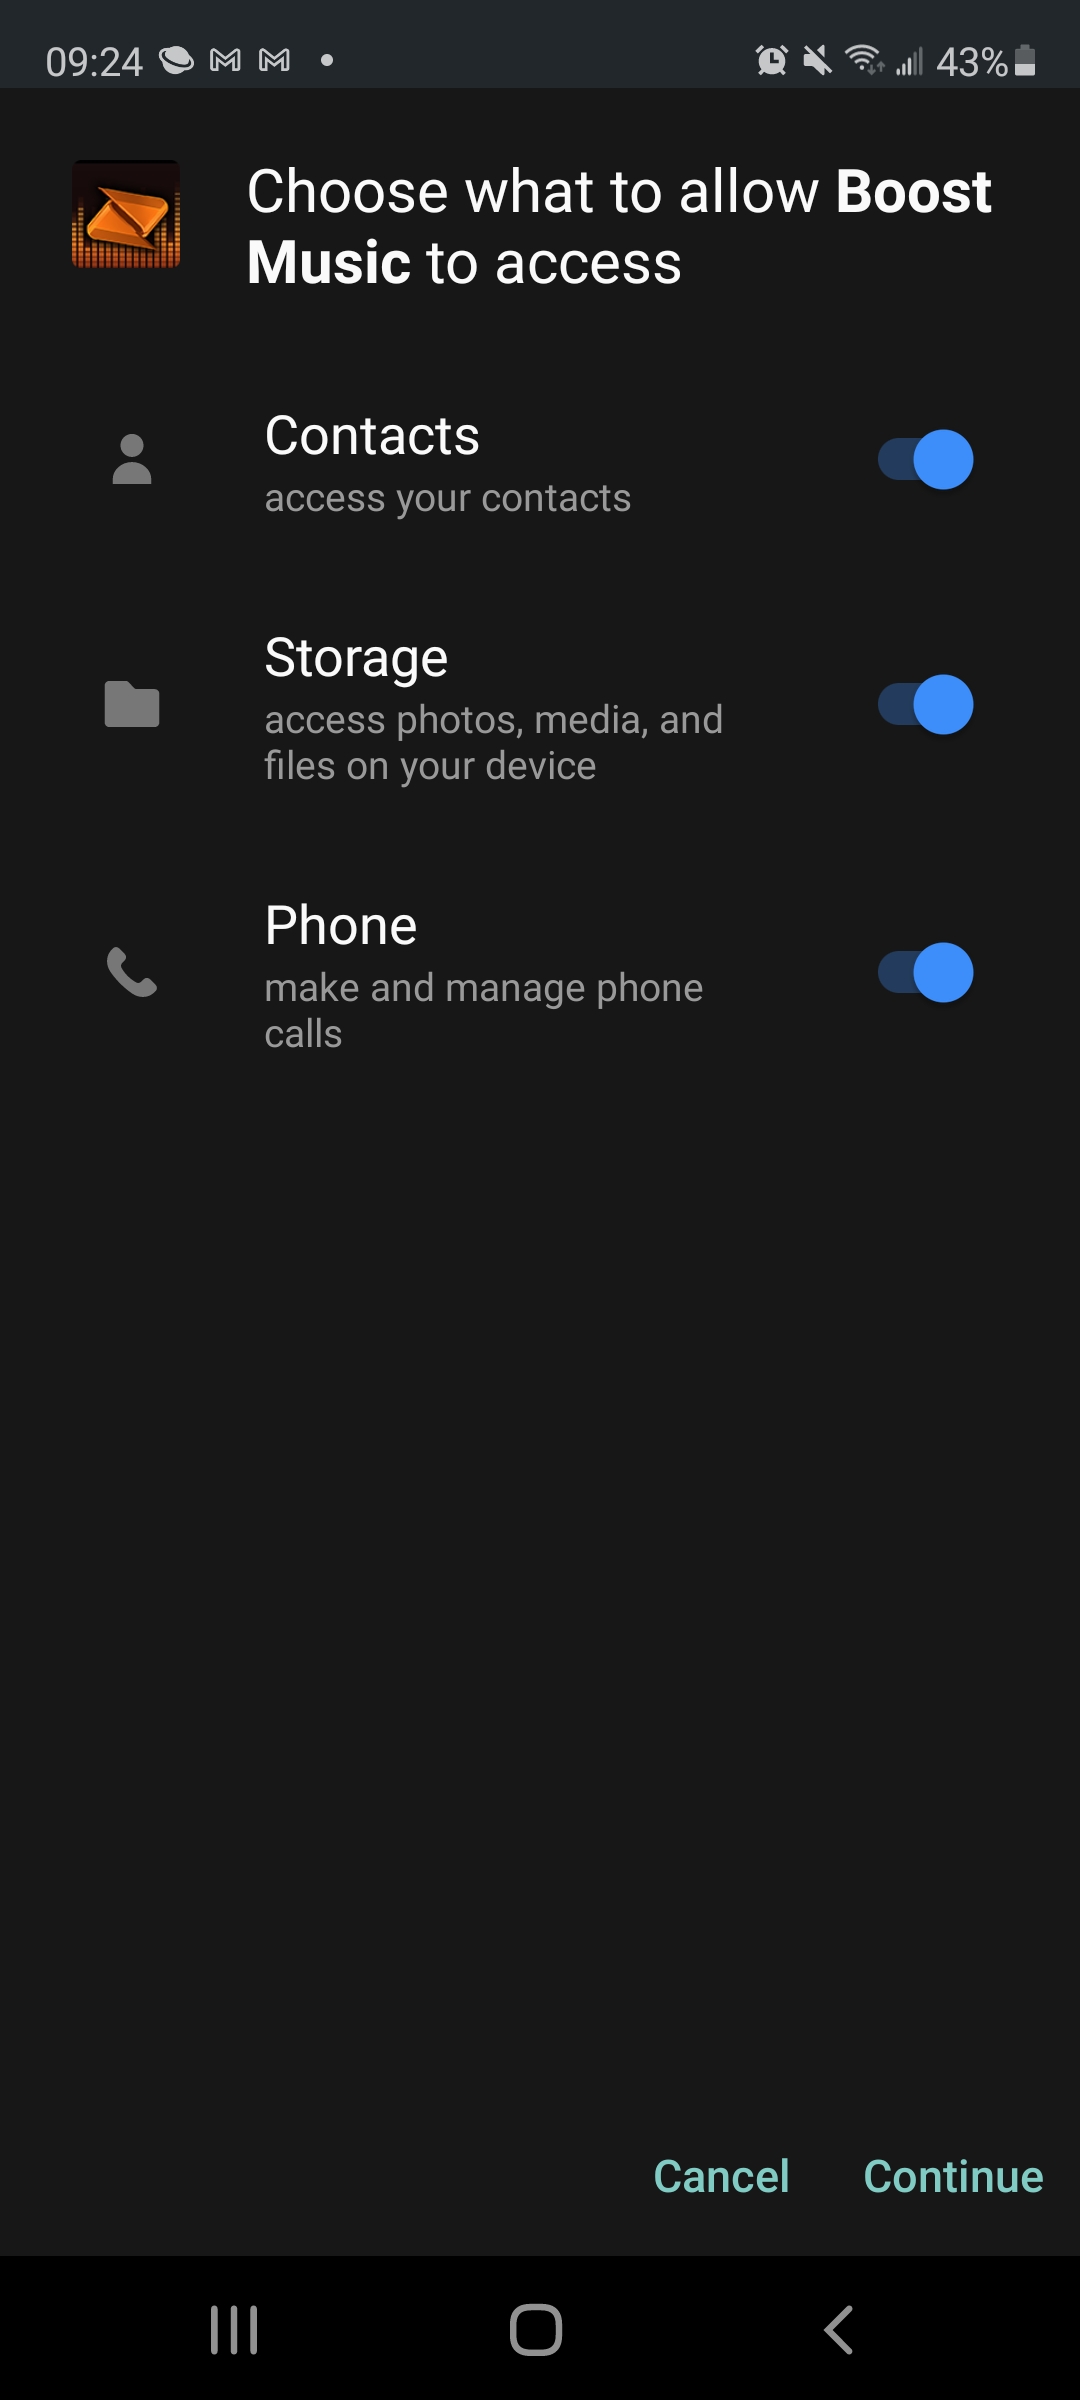 09:24
43%
Choose what to allow Boost
Music to access
Contacts
access your contacts
Storage
access photos, media, and
files on your device
Phone
make and manage phone
calls
Cancel Continue